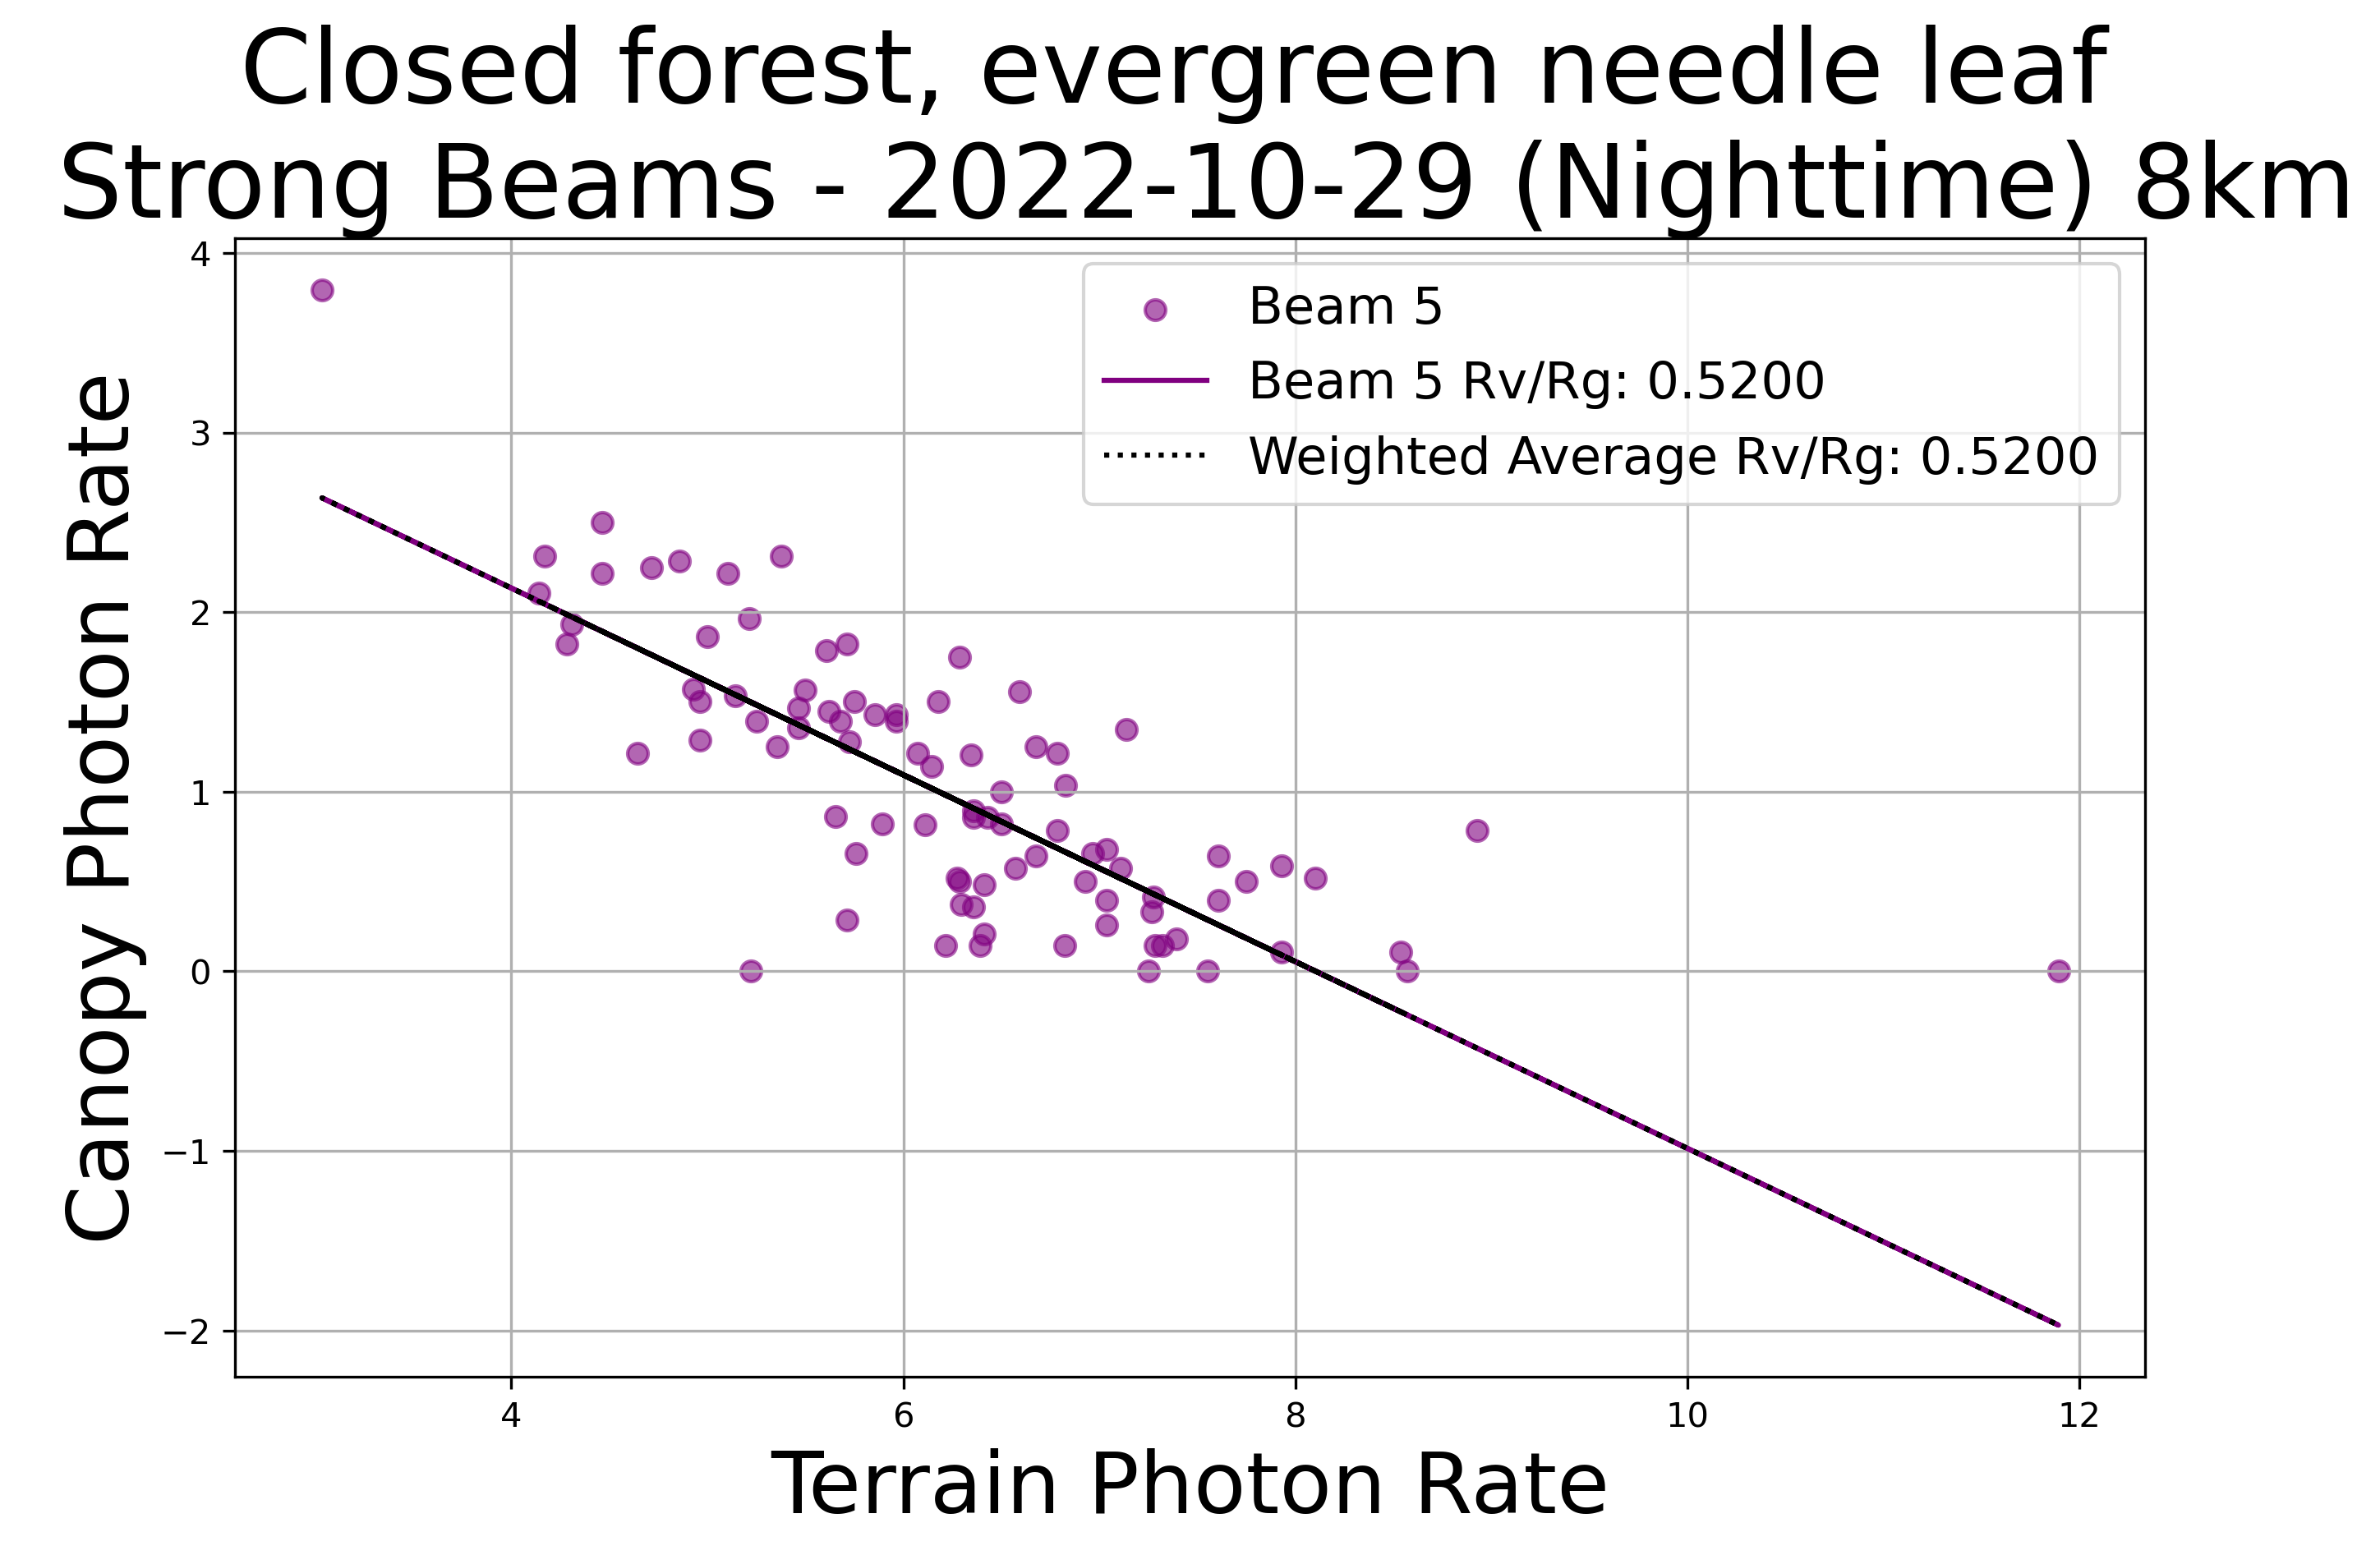 Closed forest, evergreen needle leaf
Strong Beams - 2022-10-29 (Nighttime) 8km
Canopy Photon Rate
4
3
2
1
0
−1
−2
Beam 5
Beam 5 Rv/Rg: 0.5200
Weighted Average Rv/Rg: 0.5200
4
6
8
10
12
Terrain Photon Rate